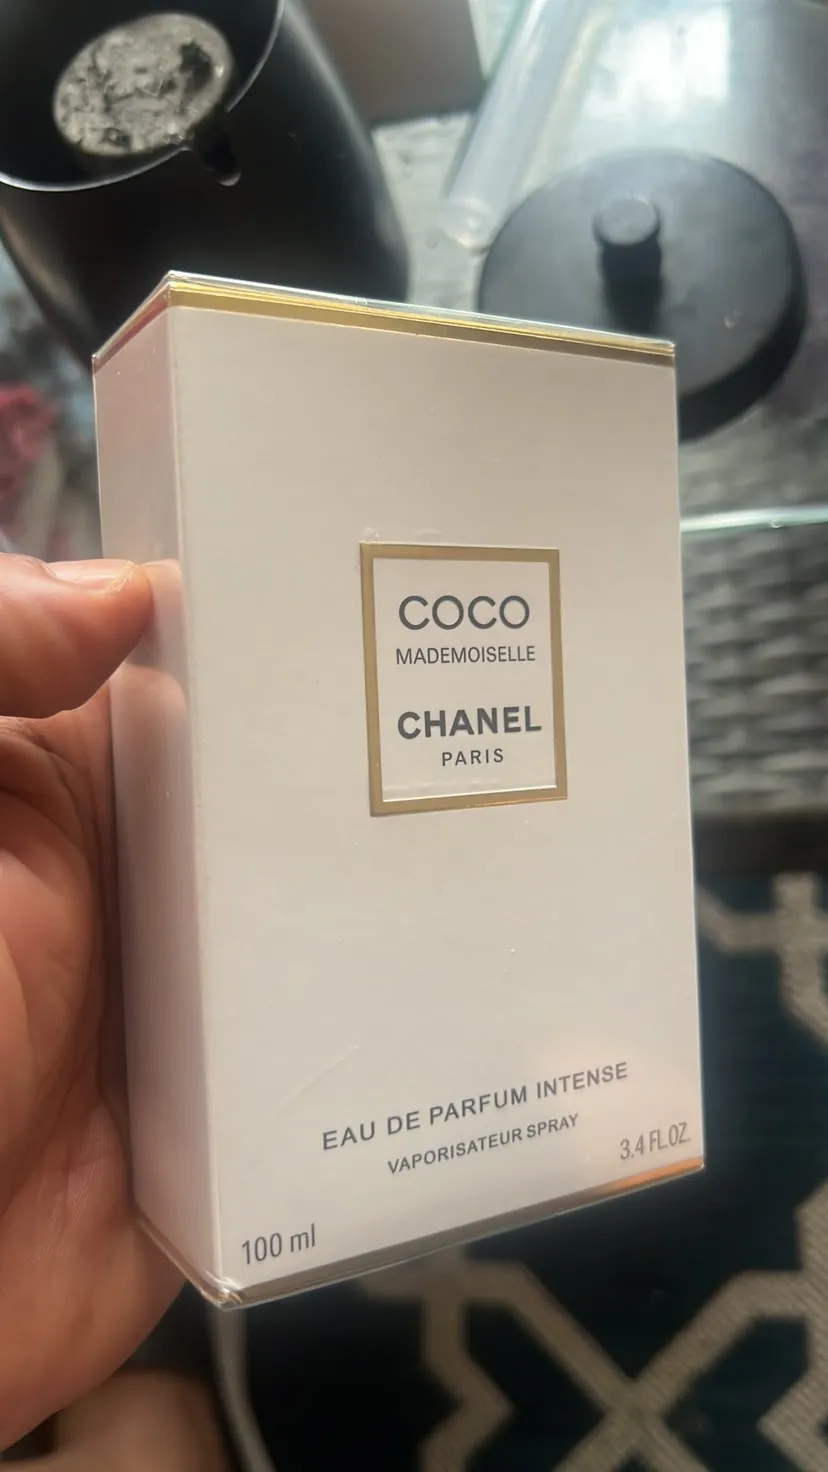 COCO
MADEMOISELLE
CHANEL
PARIS
EAU DE PARFUM INTENSE
VAPORISATEUR SPRAY
100 ml
3.4 FL.OZ.